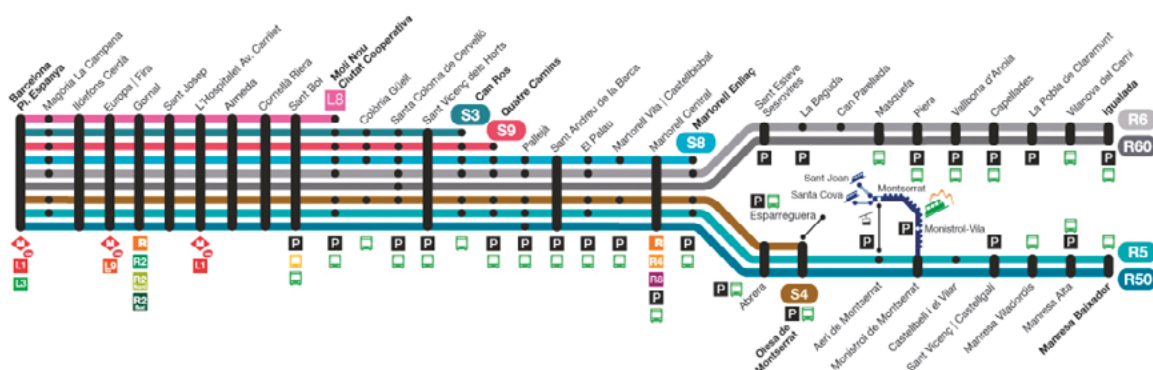 Barcelona
Pl. Espanya
Magòria La Campana
Ildefons Cerdà
Europa | Fira
Gornal
Sant Josep
L'Hospitalet Av. Carrilet
Almeda
Cornellà Riera
Sant Boi
Molí Nou
Ciutat Cooperativa
L8
Colònia Güell
Santa Coloma de Cervelló
Sant Vicenç dels Horts
Can Ros
S3
Quatre Camins
S9
Pallejà
Sant Andreu de la Barca
El Palau
Martorell Vila | Castellbisbal
Martorell Central
Martorell Enllaç
S8
Sant Esteve
Sesrovires
La Beguda
Can Parellada
Masquefa
Piera
Vallbona d'Anoia
Capellades
La Pobla de Claramunt
Vilanova del Camí
Igualada
R6
R60
P
P
P
P
P
P
P
P
Sant Joan
Santa Cova
Montserrat
Monistrol-Vila
P
P
Esparreguera
M
L1
L3
M
L9
R
R2
R2
R2
M
L1
P
P
P
P
P
P
P
P
R
R4
R8
P
P
P
P
P
R5
R50
P
S4
P
Abrera
Olesa de
Montserrat
Aeri de Montserrat
Monistrol de Montserrat
Castellbell i el Vilar
Sant Vicenç | Castellgalí
Manresa Viladordis
Manresa Alta
Manresa Baixador